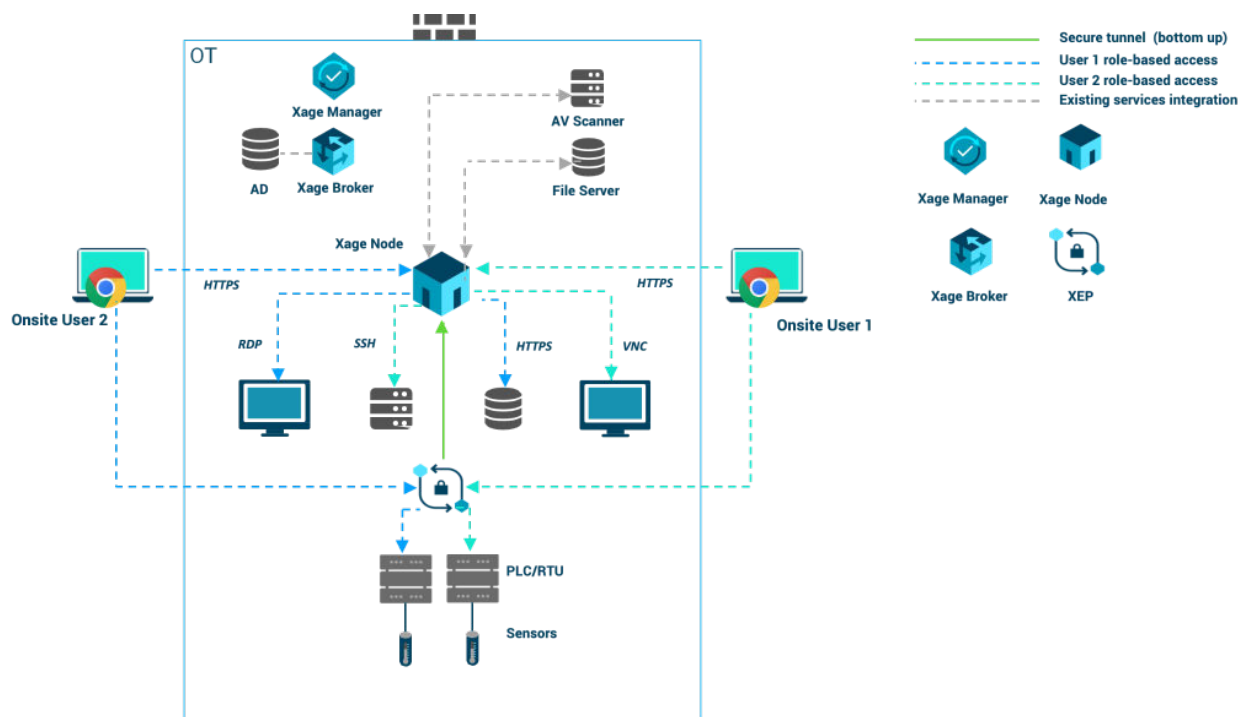 OT
Xage Manager
AD
Xage Broker
AV Scanner
File Server
Xage Node
HTTPS
HTTPS
Onsite User 2
Onsite User 1
RDP
SSH
HTTPS
VNC
PLC/RTU
Sensors
Secure tunnel (bottom up)
User 1 role-based access
User 2 role-based access
Existing services integration
Xage Manager
Xage Node
Xage Broker
XEP